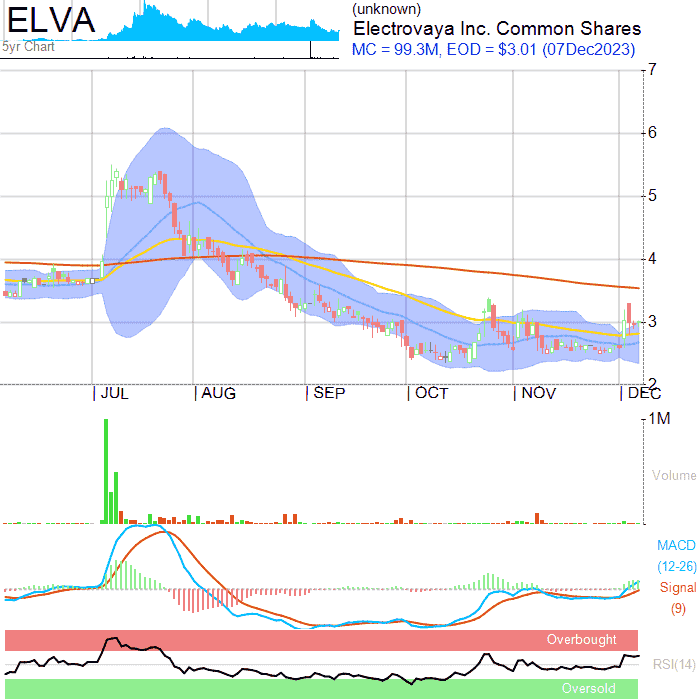 ELVA
5yr Chart
(unknown)
Electrovaya Inc. Common Shares
MC = 99.3M, EOD = $3.01 (07Dec2023)
7
6
5
4
3
2
JUL AUG SEP OCT NOV DEC
1M
Volume
MACD
(12-26)
Signal
(9)
Overbought
RSI(14)
Oversold